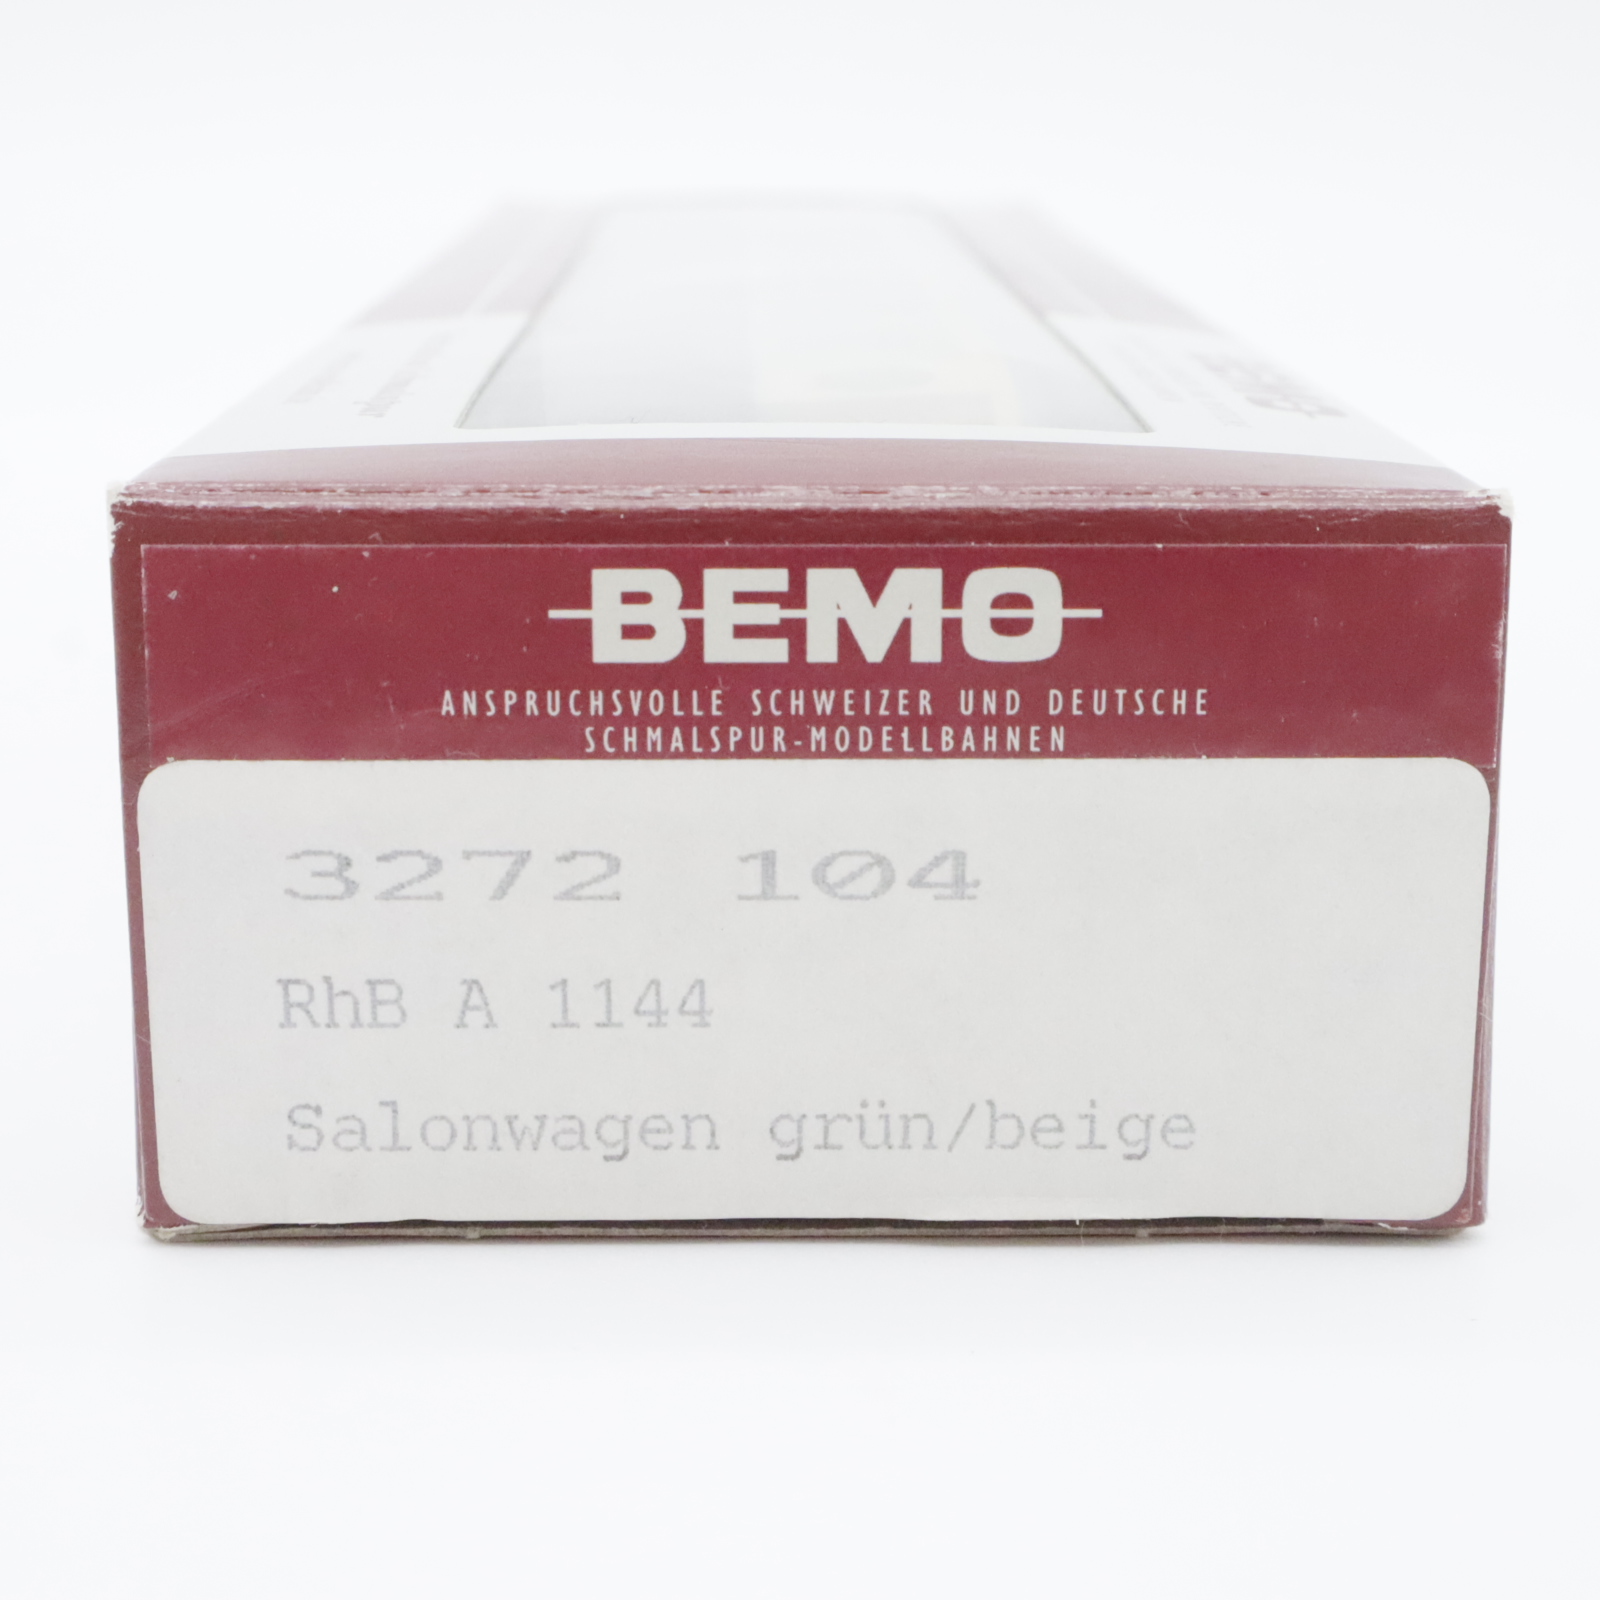 BEMO
ANSPRUCHSVOLLE SCHWEIZER UND DEUTSCHE
SCHMALSPUR-MODELLBAHNEN
3272 104
RhB A 1144
Salonwagen grün/beige